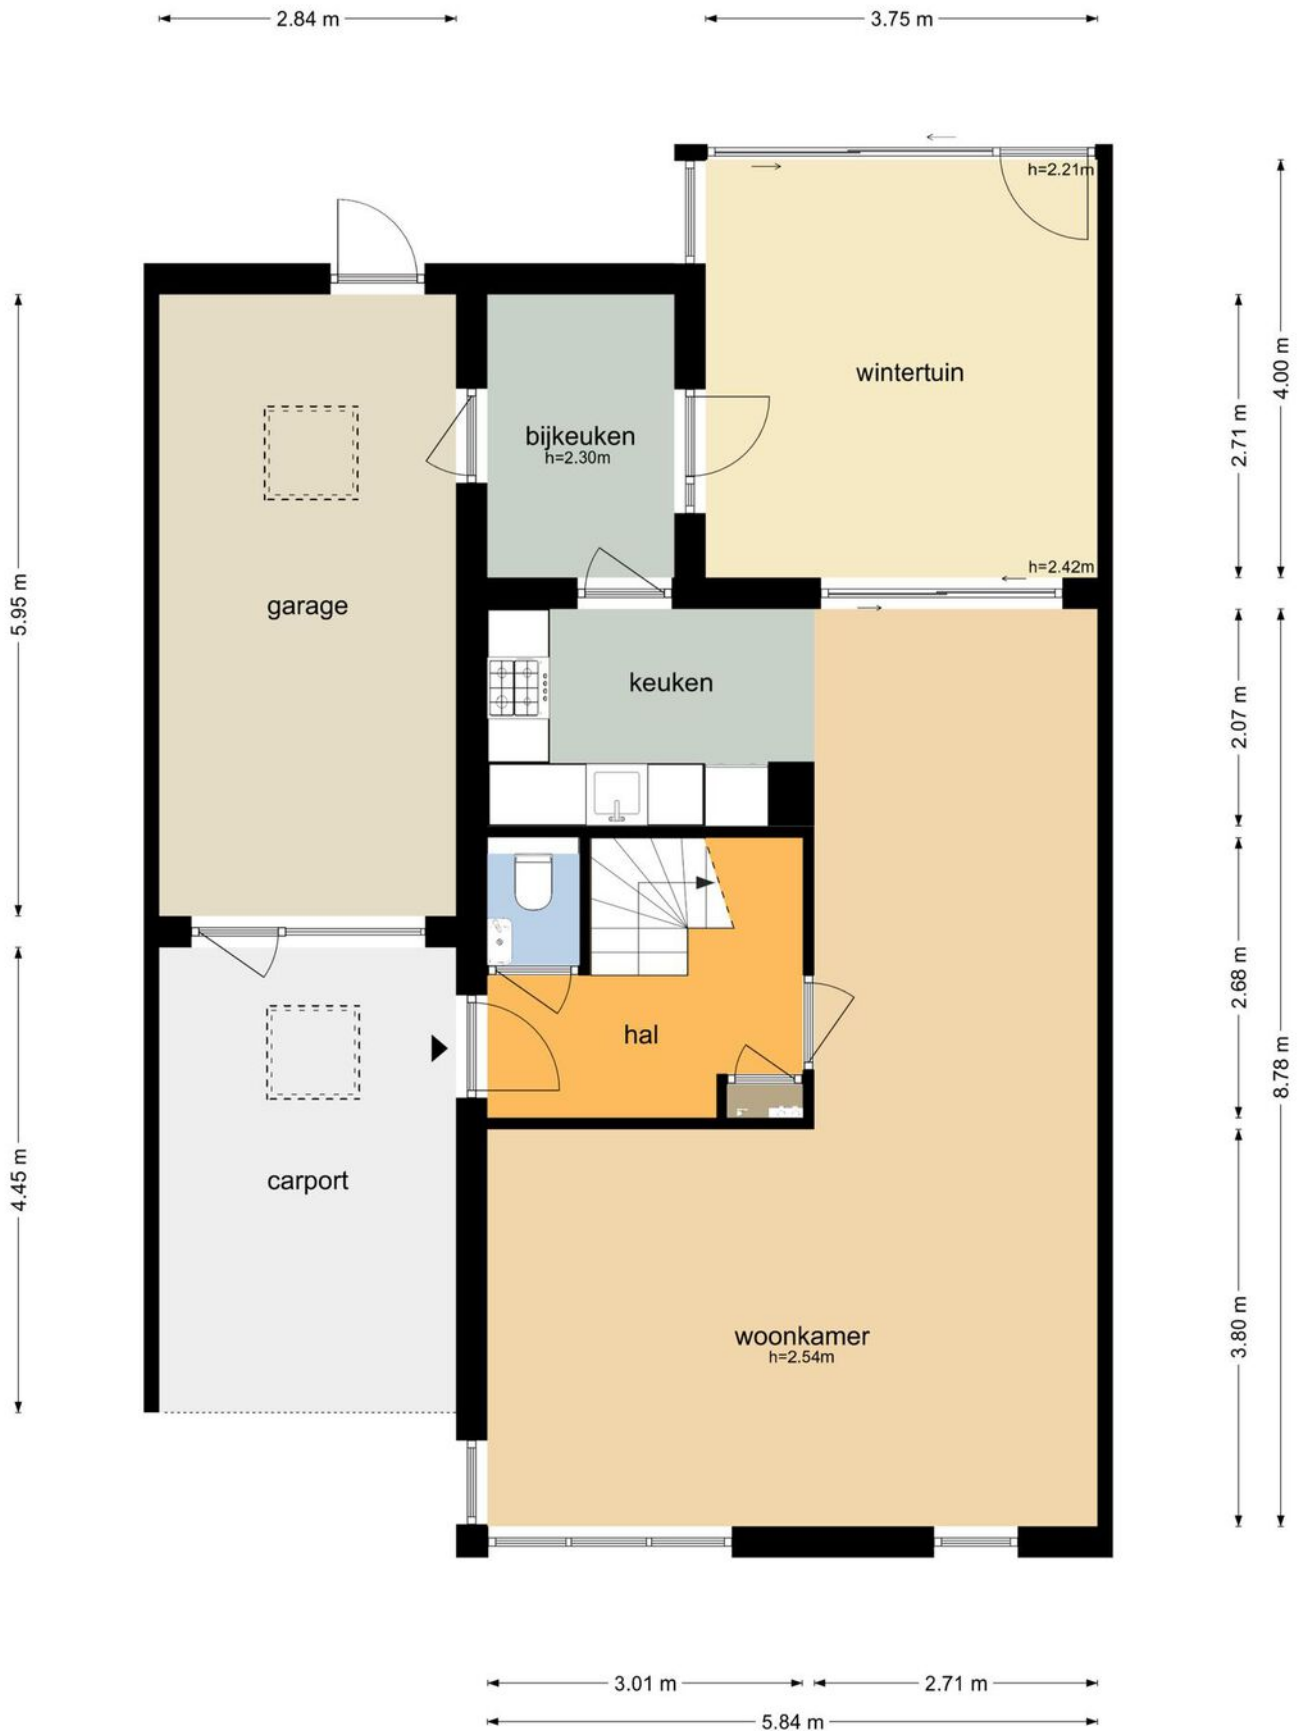 2.84 m
3.75 m
h=2.21m
wintertuin
4.00 m
2.71 m
bijkeuken
h=2.30m
h=2.42m
5.95 m
garage
keuken
2.07 m
hal
2.68 m
8.78 m
4.45 m
carport
woonkamer
h=2.54m
3.80 m
3.01 m
2.71 m
5.84 m